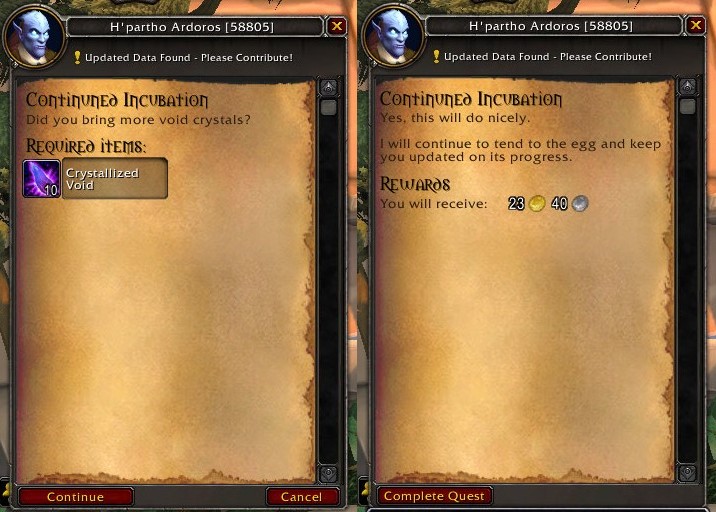 H'partho Ardoros [58805]
! Updated Data Found - Please Contribute!
Continuned Incubation
Did you bring more void crystals?
Required items:
10
Crystallized
Void
Continue
Cancel
H'partho Ardoros [58805]
! Updated Data Found - Please Contribute!
Continuned Incubation
Yes, this will do nicely.
I will continue to tend to the egg and keep
you updated on its progress.
Rewards
You will receive: 23 40
Complete Quest